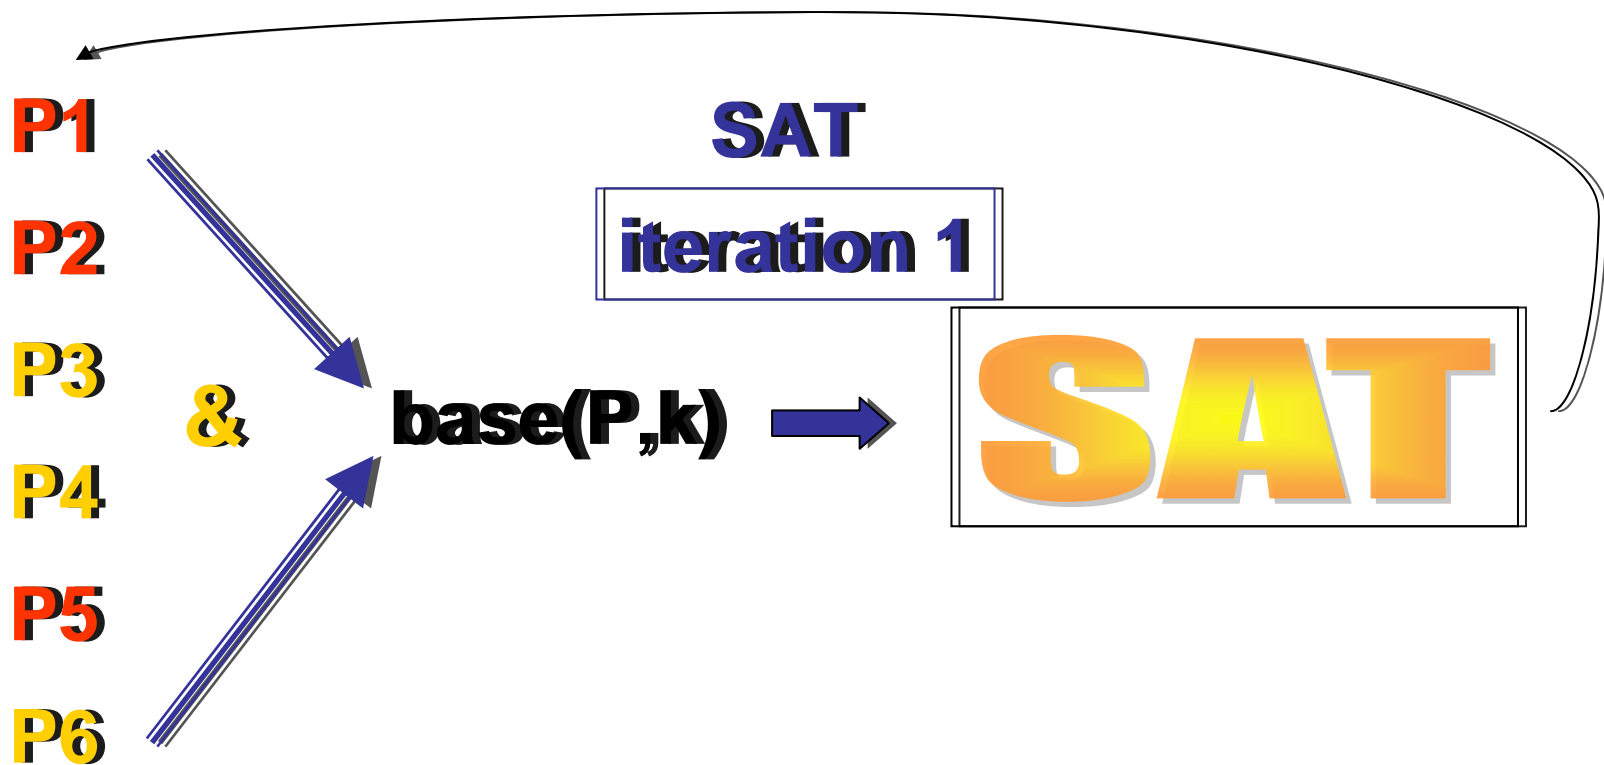 P1
SAT
P2
iteration 1
P3
&
base(P,k)
SAT
P4
P5
P6